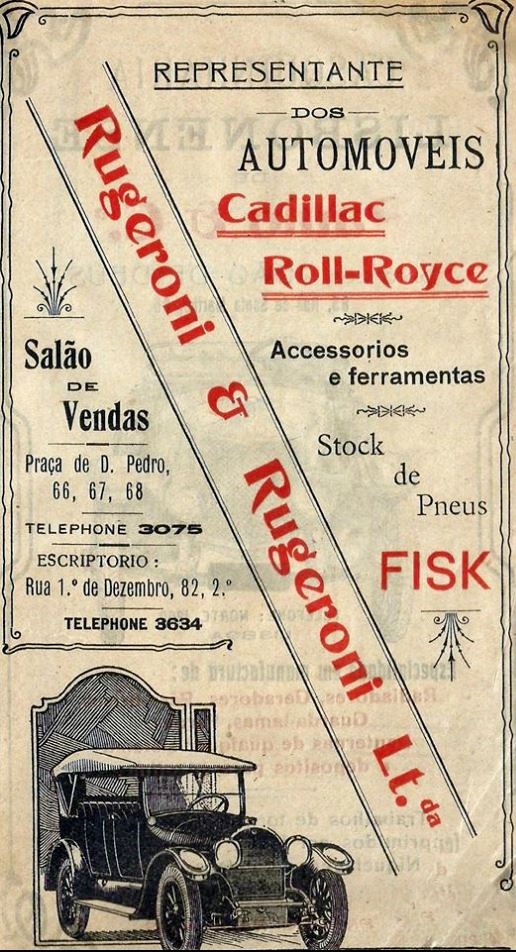 REPRESENTANTE
DOS
AUTOMOVEIS
Cadillac
Roll-Royce
Accessorios
e ferramentas
Stock
de
Pneus
FISK
Rugeroni & Rugeroni Lt.da
Salão
DE
Vendas
Praça de D. Pedro,
66, 67, 68
TELEPHONE 3075
ESCRIPTORIO :
Rua 1.º de Dezembro, 82, 2.º
TELEPHONE 3634